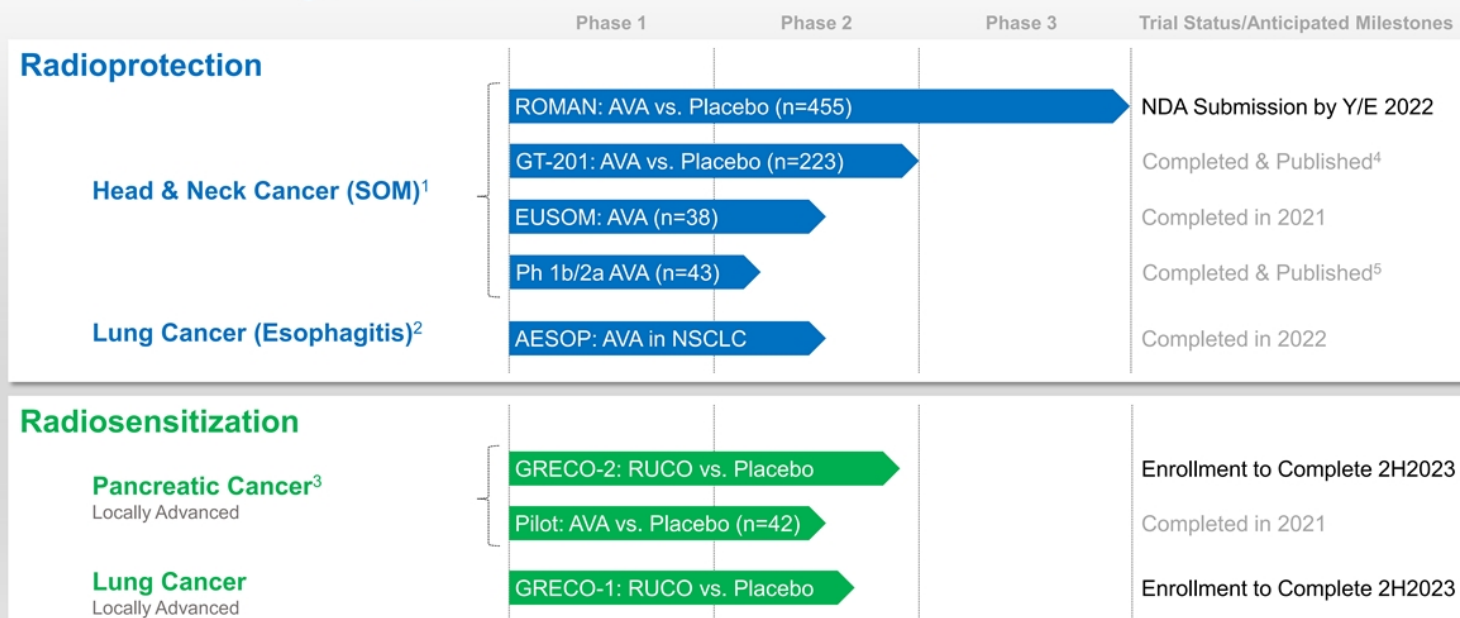 Phase 1 Phase 2 Phase 3 Trial Status/Anticipated Milestones
Radioprotection
ROMAN: AVA vs. Placebo (n=455) NDA Submission by Y/E 2022
GT-201: AVA vs. Placebo (n=223) Completed & Published⁴
Head & Neck Cancer (SOM)¹
EUSOM: AVA (n=38) Completed in 2021
Ph 1b/2a AVA (n=43) Completed & Published⁵
Lung Cancer (Esophagitis)² AESOP: AVA in NSCLC Completed in 2022
Radiosensitization
GRECO-2: RUCO vs. Placebo Enrollment to Complete 2H2023
Pancreatic Cancer³
Locally Advanced
Pilot: AVA vs. Placebo (n=42) Completed in 2021
Lung Cancer GRECO-1: RUCO vs. Placebo Enrollment to Complete 2H2023
Locally Advanced